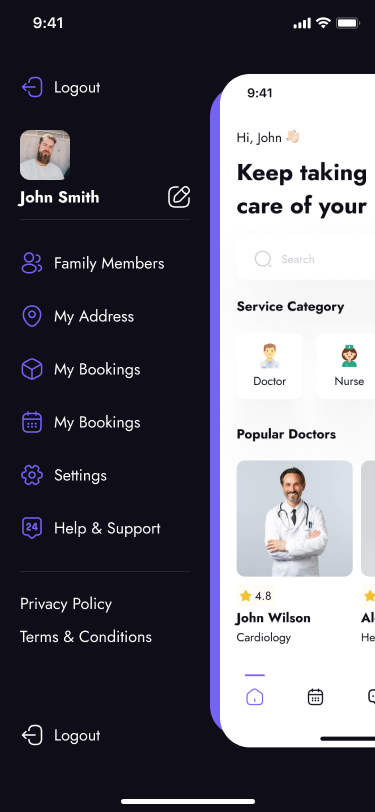 9:41
Logout
John Smith
Family Members
My Address
My Bookings
My Bookings
Settings
24
Help & Support
Privacy Policy
Terms & Conditions
Logout
9:41
Hi, John 👋🏻
Keep taking
care of your
Search
Service Category
Doctor
Nurse
Popular Doctors
4.8
John Wilson
Cardiology
Al
He